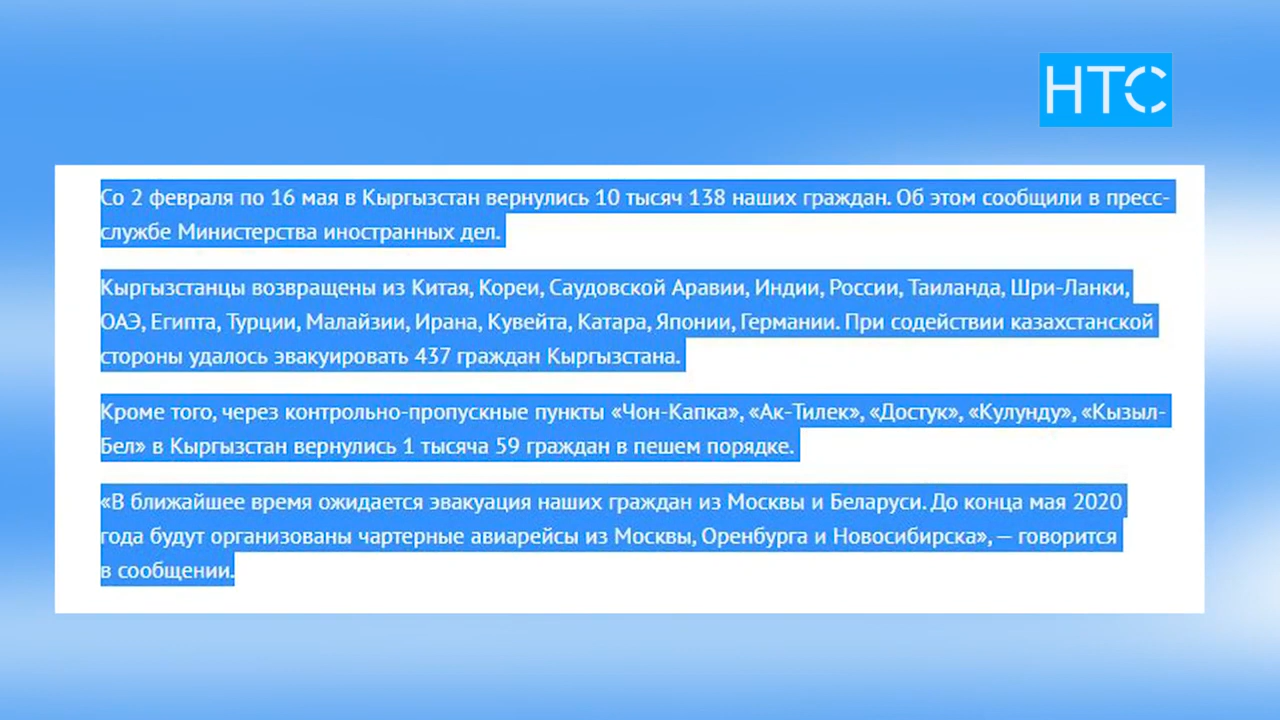 НТС
Со 2 февраля по 16 мая в Кыргызстан вернулись 10 тысяч 138 наших граждан. Об этом сообщили в пресс-
службе Министерства иностранных дел.
Кыргызстанцы возвращены из Китая, Кореи, Саудовской Аравии, Индии, России, Таиланда, Шри-Ланки,
ОАЭ, Египта, Турции, Малайзии, Ирана, Кувейта, Катара, Японии, Германии. При содействии казахстанской
стороны удалось эвакуировать 437 граждан Кыргызстана.
Кроме того, через контрольно-пропускные пункты «Чон-Капка», «Ак-Тилек», «Достук», «Кулунду», «Кызыл-
Бел» в Кыргызстан вернулись 1 тысяча 59 граждан в пешем порядке.
«В ближайшее время ожидается эвакуация наших граждан из Москвы и Беларуси. До конца мая 2020
года будут организованы чартерные авиарейсы из Москвы, Оренбурга и Новосибирска», — говорится
в сообщении.